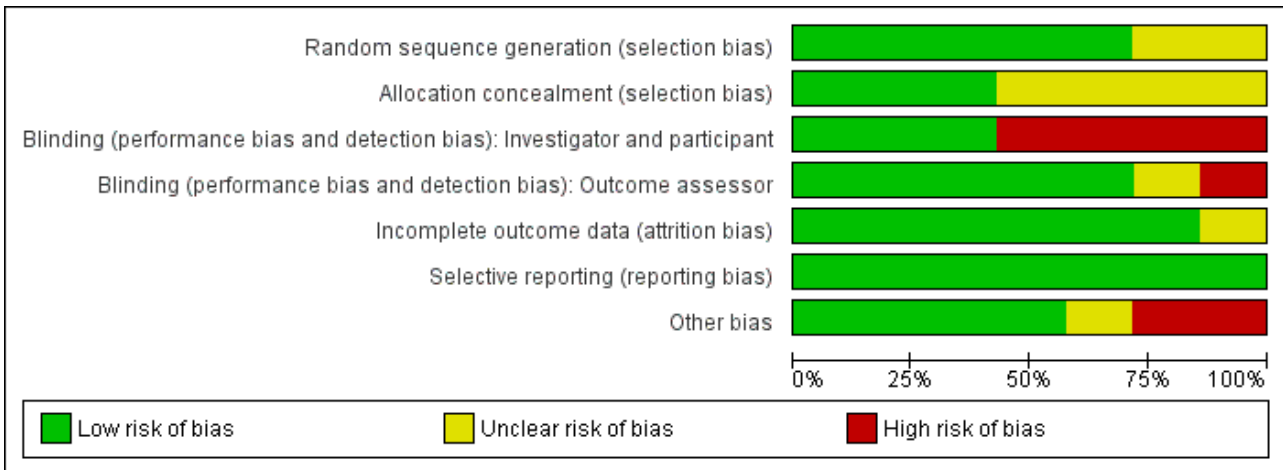 Random sequence generation (selection bias)
Allocation concealment (selection bias)
Blinding (performance bias and detection bias): Investigator and participant
Blinding (performance bias and detection bias): Outcome assessor
Incomplete outcome data (attrition bias)
Selective reporting (reporting bias)
Other bias
0% 25% 50% 75% 100%
Low risk of bias Unclear risk of bias High risk of bias